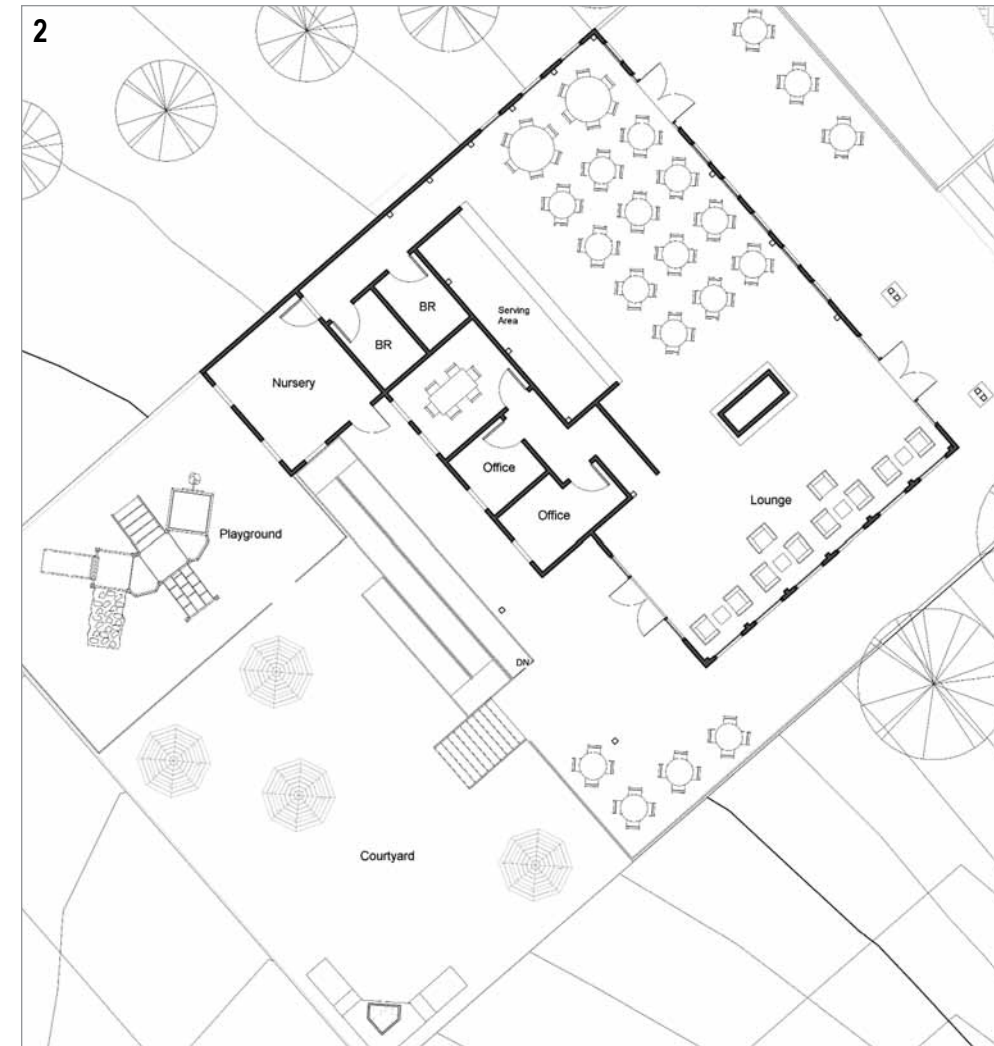 2
BR
Serving
Area
BR
Nursery
Office
Lounge
Office
Playground
DN
Courtyard